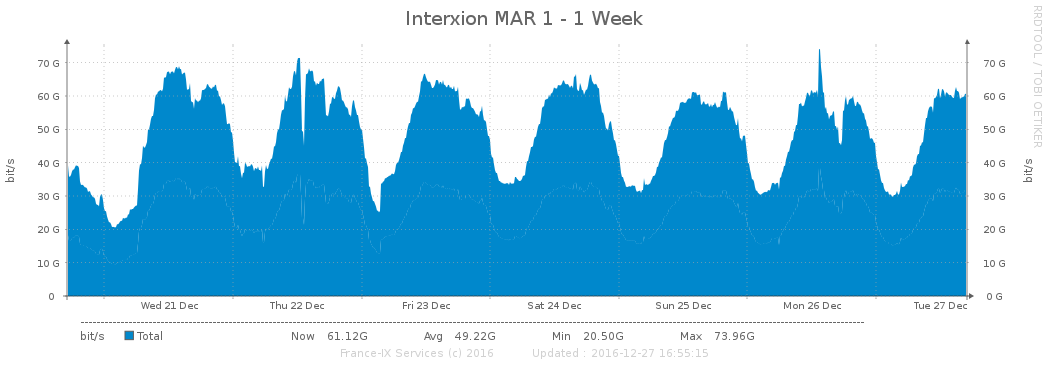 Interxion MAR 1 - 1 Week
RRDTOOL / TOBI OETIKER
bit/s
70 G
60 G
50 G
40 G
30 G
20 G
10 G
0
70 G
60 G
50 G
40 G
30 G
20 G
10 G
0 G
bit/s
Wed 21 Dec Thu 22 Dec Fri 23 Dec Sat 24 Dec Sun 25 Dec Mon 26 Dec Tue 27 Dec
bit/s Total Now 61.12G Avg 49.22G Min 20.50G Max 73.96G
France-IX Services (c) 2016 Updated : 2016-12-27 16:55:15